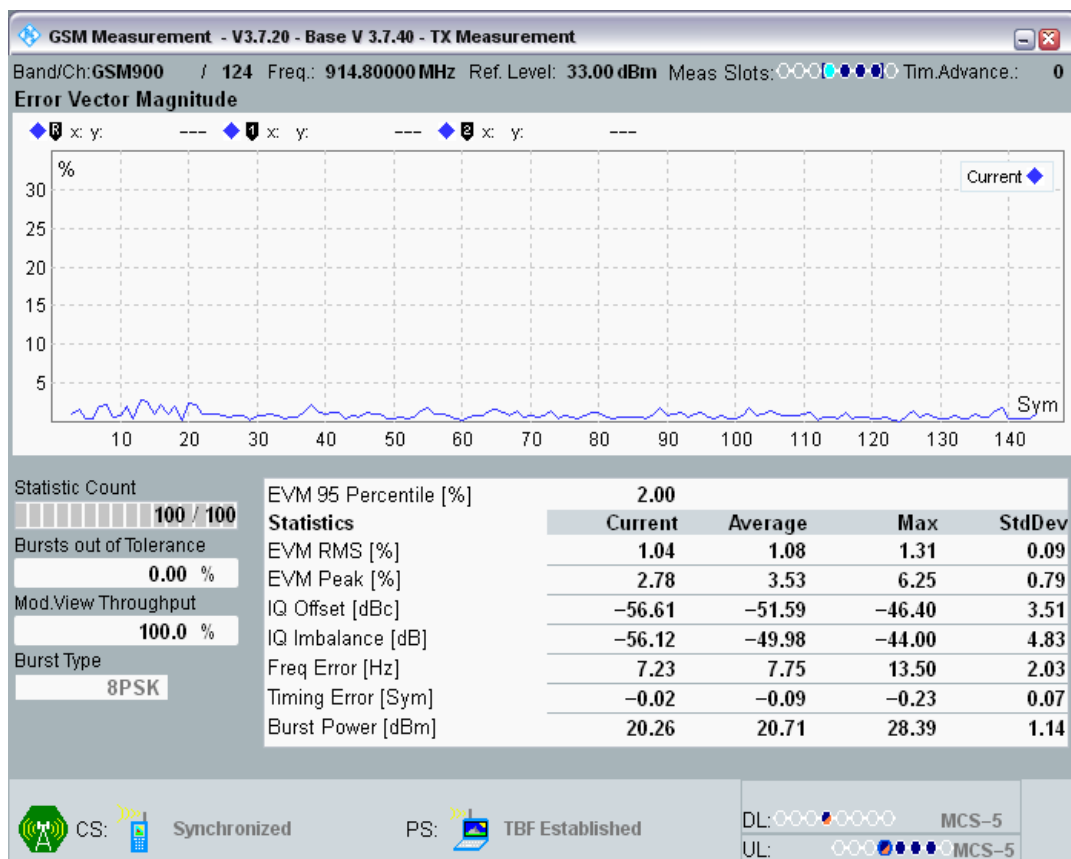 GSM Measurement - V3.7.20 - Base V 3.7.40 - TX Measurement
Band/Ch:GSM900 / 124 Freq.: 914.80000 MHz Ref. Level: 33.00 dBm Meas Slots: Tim.Advance.: 0
Error Vector Magnitude
R x: y: --- 1 x: y: --- 2 x: y: ---
%
Current
30
25
20
15
10
5
Sym
10 20 30 40 50 60 70 80 90 100 110 120 130 140
Statistic Count
100 / 100
Bursts out of Tolerance
0.00 %
Mod.View Throughput
100.0 %
Burst Type
8PSK
EVM 95 Percentile [%] 2.00
Statistics Current Average Max StdDev
EVM RMS [%] 1.04 1.08 1.31 0.09
EVM Peak [%] 2.78 3.53 6.25 0.79
IQ Offset [dBc] −56.61 −51.59 −46.40 3.51
IQ Imbalance [dB] −56.12 −49.98 −44.00 4.83
Freq Error [Hz] 7.23 7.75 13.50 2.03
Timing Error [Sym] −0.02 −0.09 −0.23 0.07
Burst Power [dBm] 20.26 20.71 28.39 1.14
CS: Synchronized PS: TBF Established
DL: MCS−5
UL: MCS−5